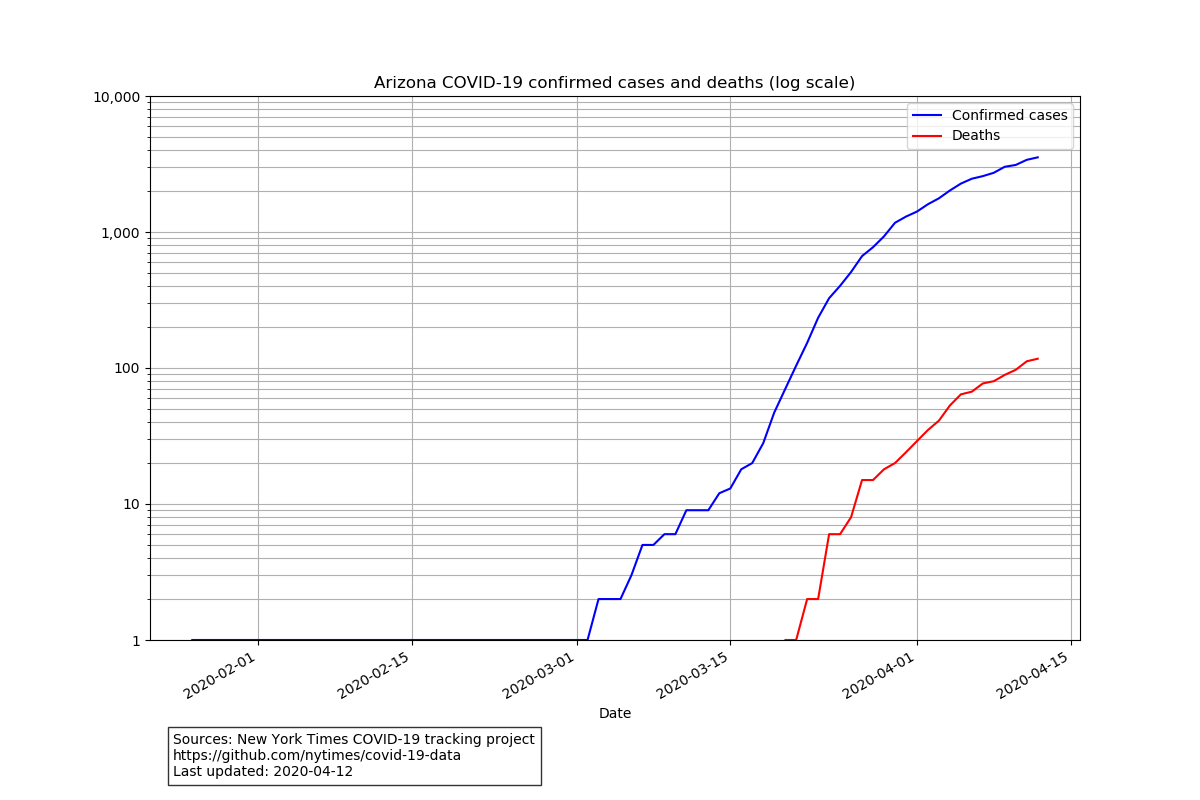 Arizona COVID-19 confirmed cases and deaths (log scale)
10,000
1,000
100
10
1
Confirmed cases
Deaths
2020-02-01
2020-02-15
2020-03-01
2020-03-15
2020-04-01
2020-04-15
Date
Sources: New York Times COVID-19 tracking project
https://github.com/nytimes/covid-19-data
Last updated: 2020-04-12